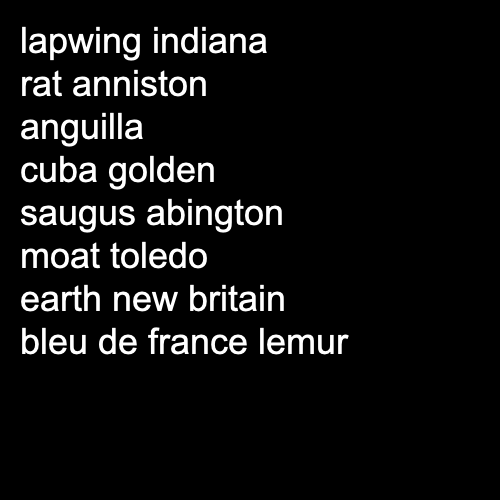 lapwing indiana
rat anniston
anguilla
cuba golden
saugus abington
moat toledo
earth new britain
bleu de france lemur